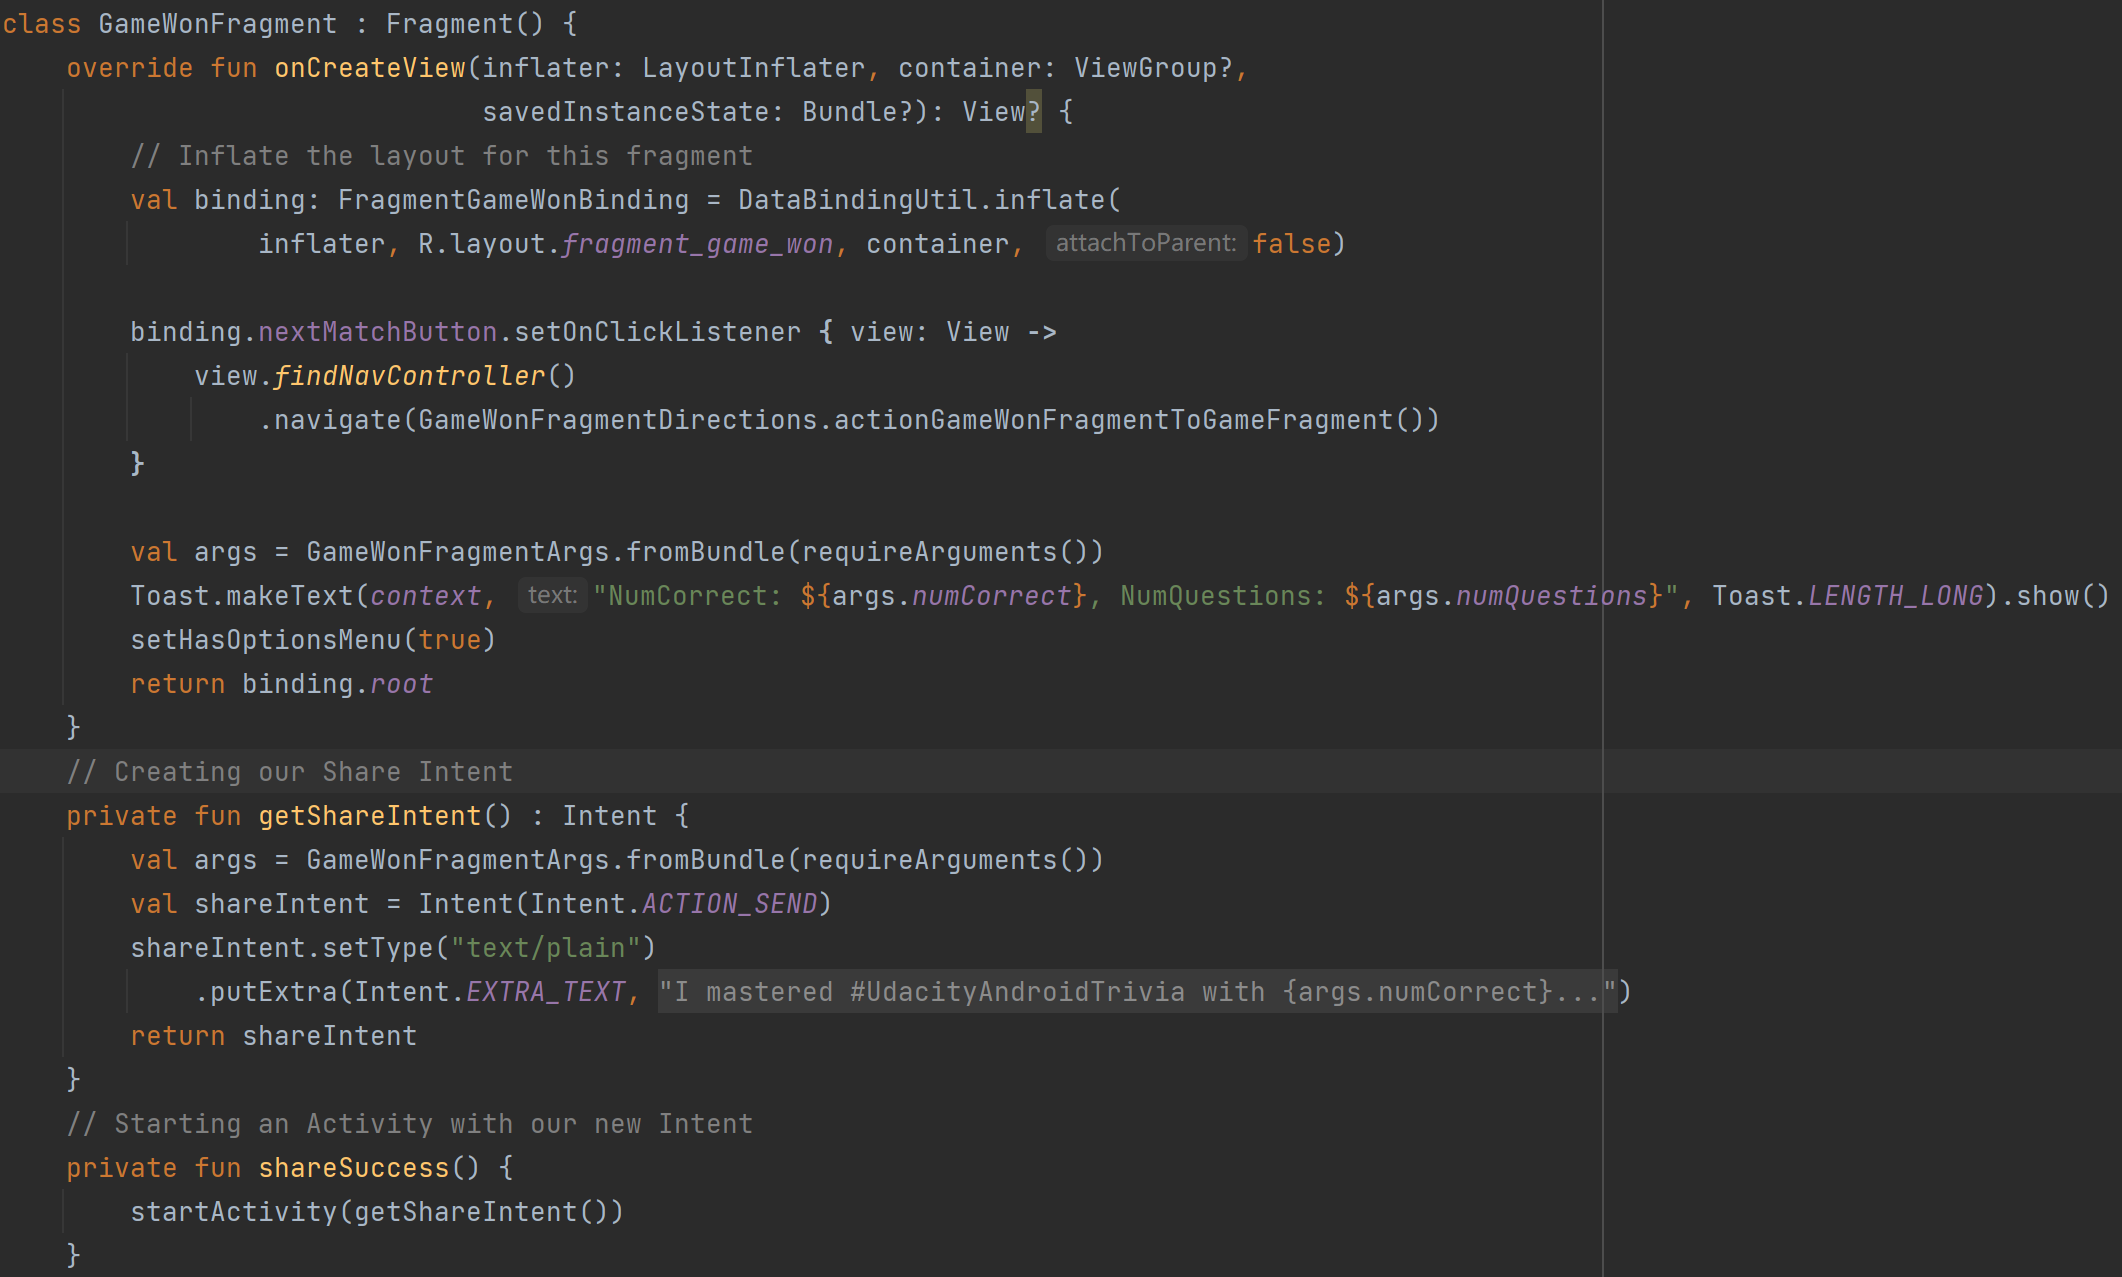 class GameWonFragment : Fragment() {
    override fun onCreateView(inflater: LayoutInflater, container: ViewGroup?,
                              savedInstanceState: Bundle?): View? {
        // Inflate the layout for this fragment
        val binding: FragmentGameWonBinding = DataBindingUtil.inflate(
                inflater, R.layout.fragment_game_won, container, attachToParent: false)

        binding.nextMatchButton.setOnClickListener { view: View ->
            view.findNavController()
                .navigate(GameWonFragmentDirections.actionGameWonFragmentToGameFragment())
        }

        val args = GameWonFragmentArgs.fromBundle(requireArguments())
        Toast.makeText(context, text: "NumCorrect: ${args.numCorrect}, NumQuestions: ${args.numQuestions}", Toast.LENGTH_LONG).show()
        setHasOptionsMenu(true)
        return binding.root
    }
    // Creating our Share Intent
    private fun getShareIntent() : Intent {
        val args = GameWonFragmentArgs.fromBundle(requireArguments())
        val shareIntent = Intent(Intent.ACTION_SEND)
        shareIntent.setType("text/plain")
            .putExtra(Intent.EXTRA_TEXT, "I mastered #UdacityAndroidTrivia with {args.numCorrect}...")
        return shareIntent
    }
    // Starting an Activity with our new Intent
    private fun shareSuccess() {
        startActivity(getShareIntent())
    }